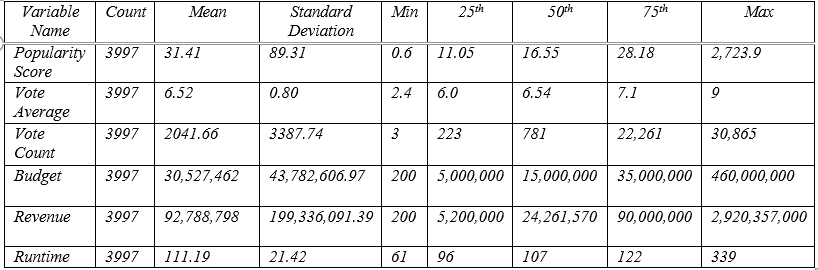 Variable Name Count Mean Standard Deviation Min 25th 50th 75th Max
Popularity Score 3997 31.41 89.31 0.6 11.05 16.55 28.18 2,723.9
Vote Average 3997 6.52 0.80 2.4 6.0 6.54 7.1 9
Vote Count 3997 2041.66 3387.74 3 223 781 22,261 30,865
Budget 3997 30,527,462 43,782,606.97 200 5,000,000 15,000,000 35,000,000 460,000,000
Revenue 3997 92,788,798 199,336,091.39 200 5,200,000 24,261,570 90,000,000 2,920,357,000
Runtime 3997 111.19 21.42 61 96 107 122 339